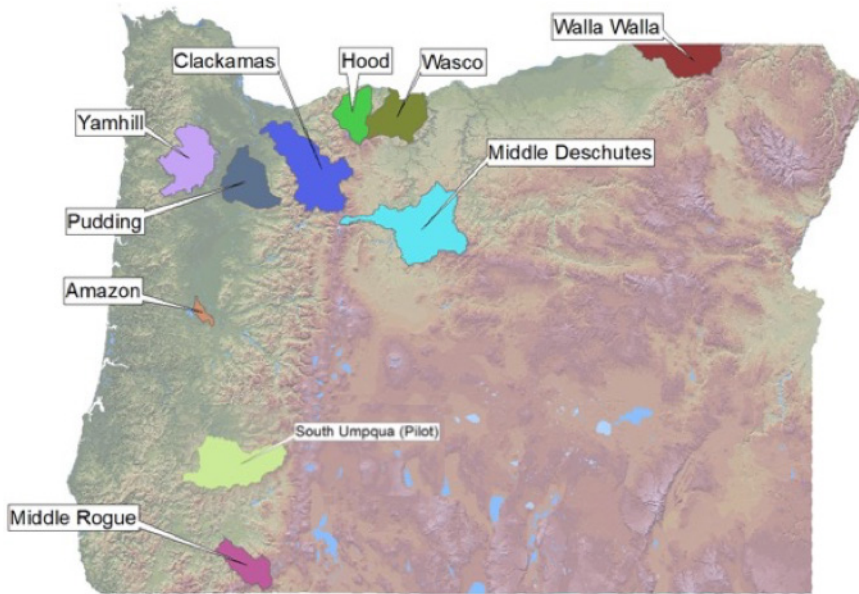 Walla Walla
Clackamas
Hood
Wasco
Yamhill
Middle Deschutes
Pudding
Amazon
South Umpqua (Pilot)
Middle Rogue